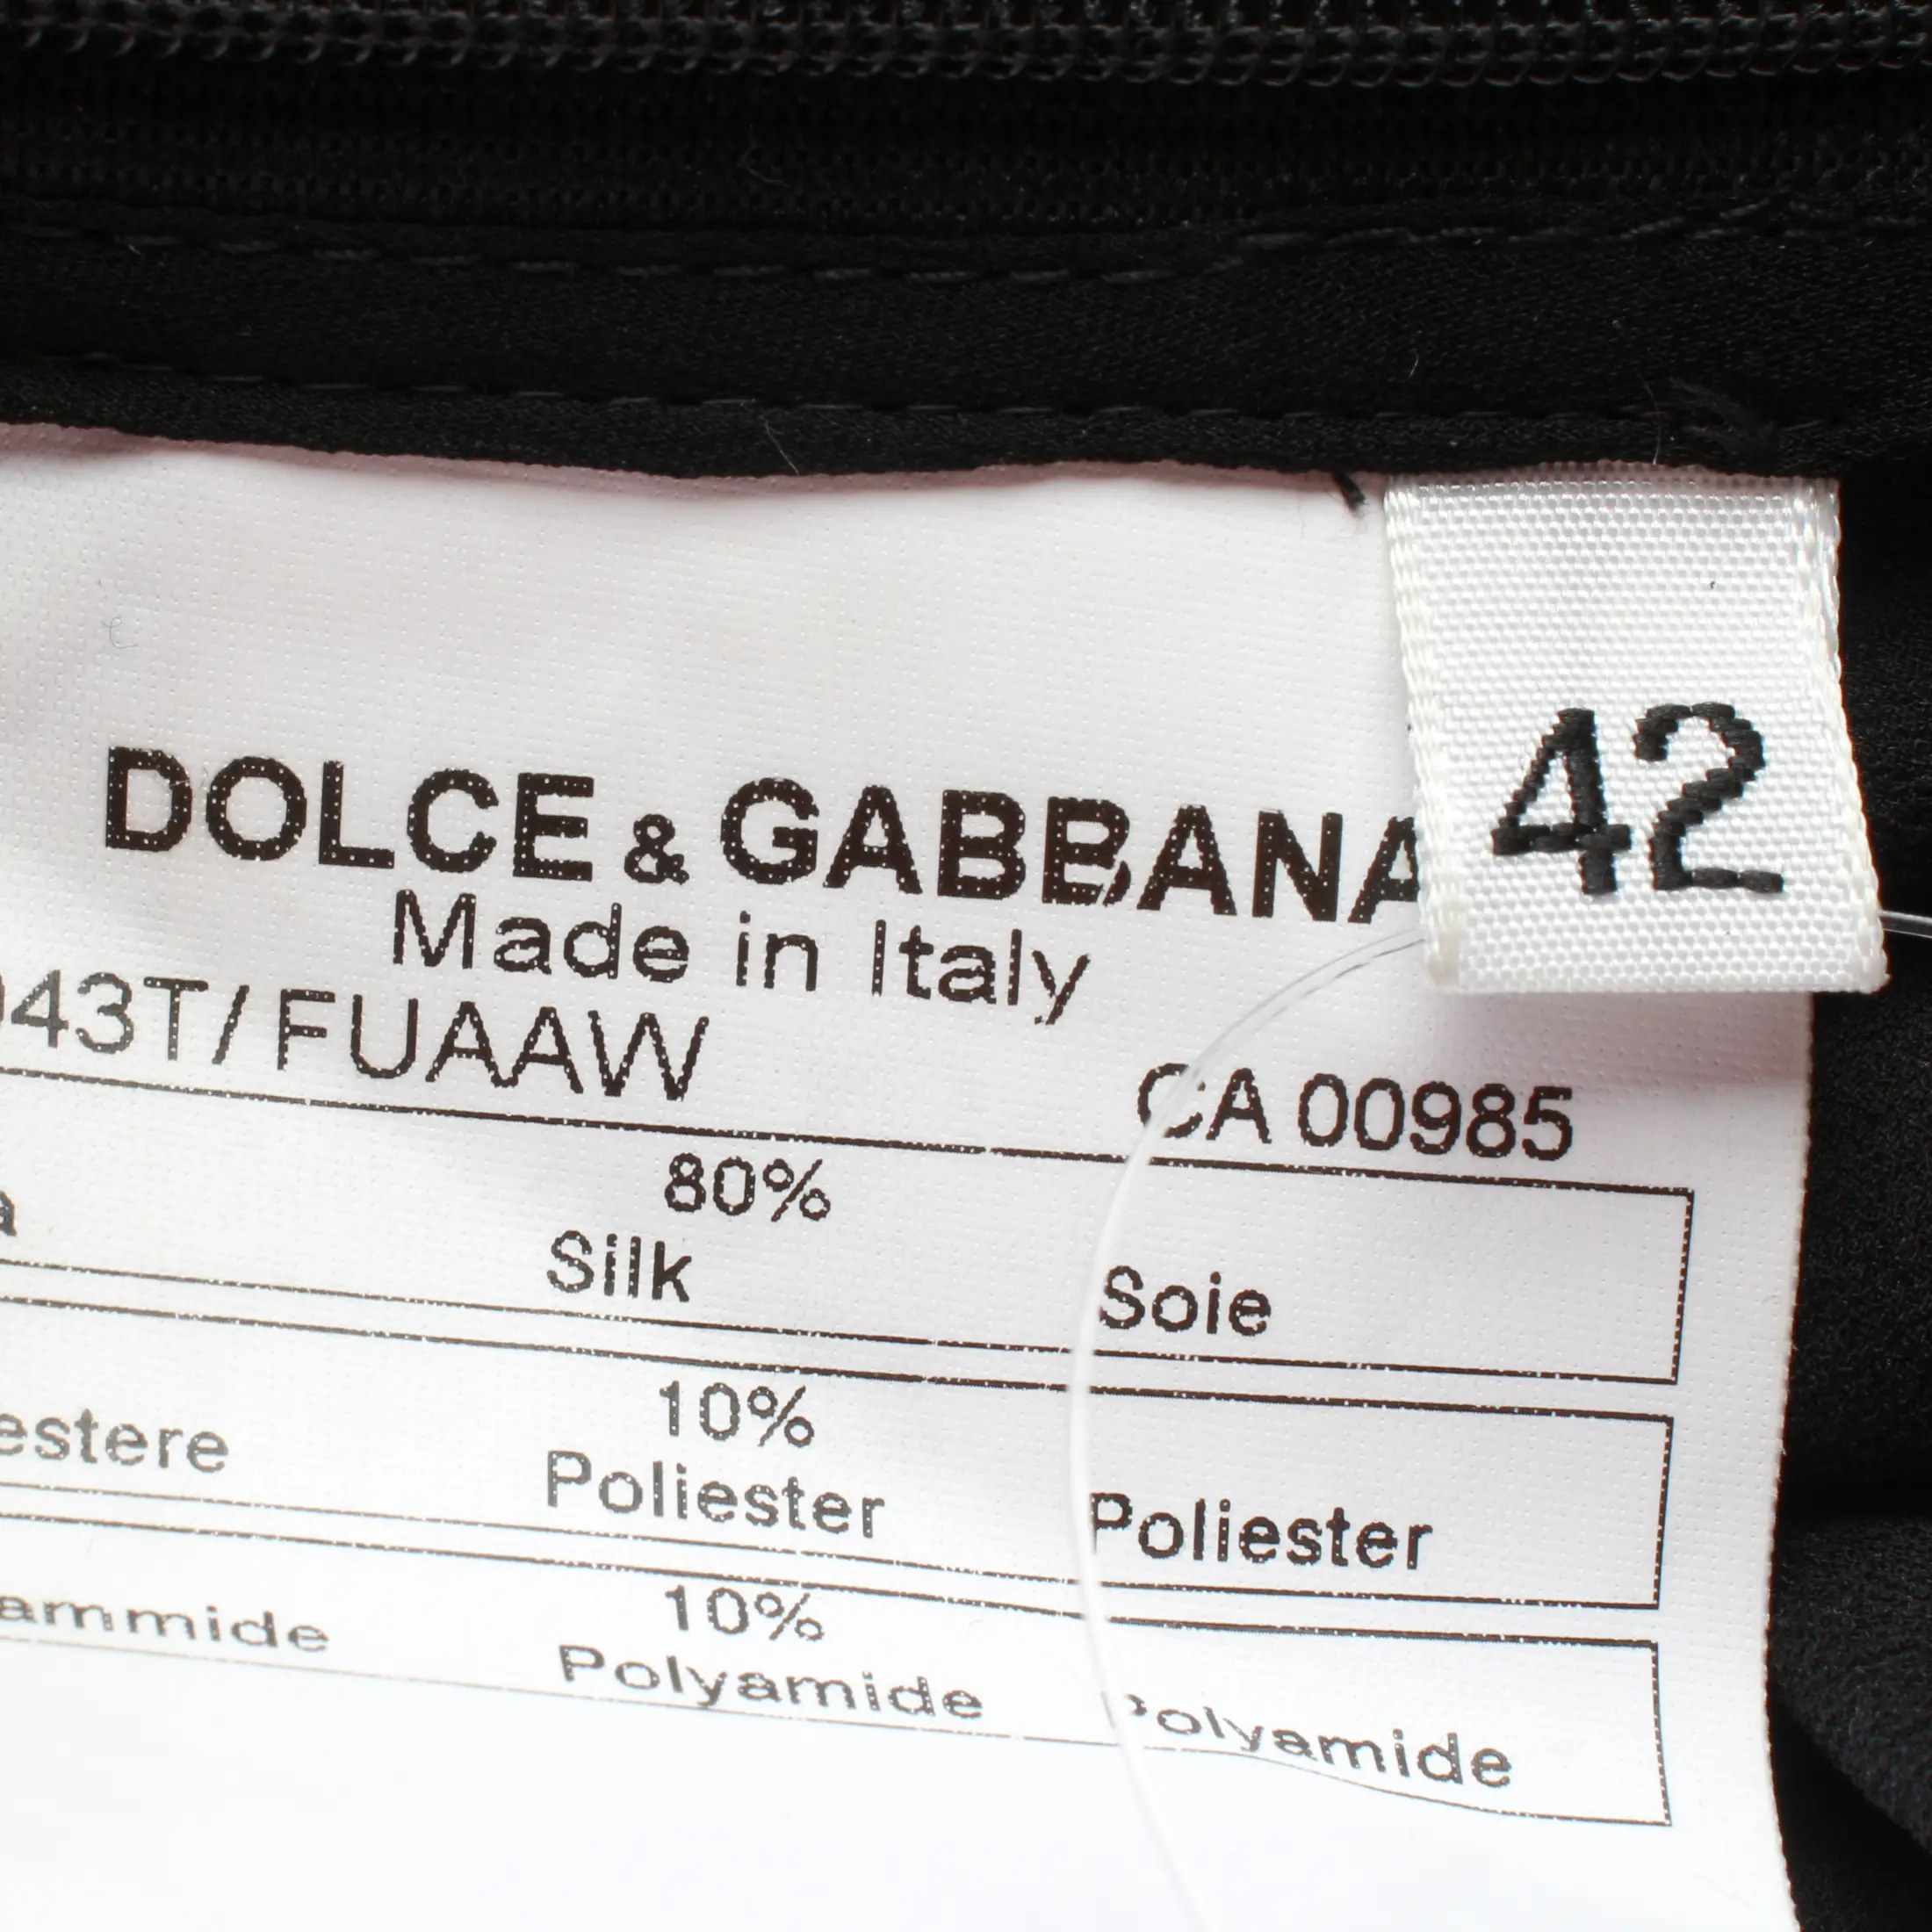 42
DOLCE & GABBANA
Made in Italy
43T/FUAAW
CA 00985
80%
Silk Soie
10%
estere Poliester Poliester
10%
ammide Polyamide Polyamide